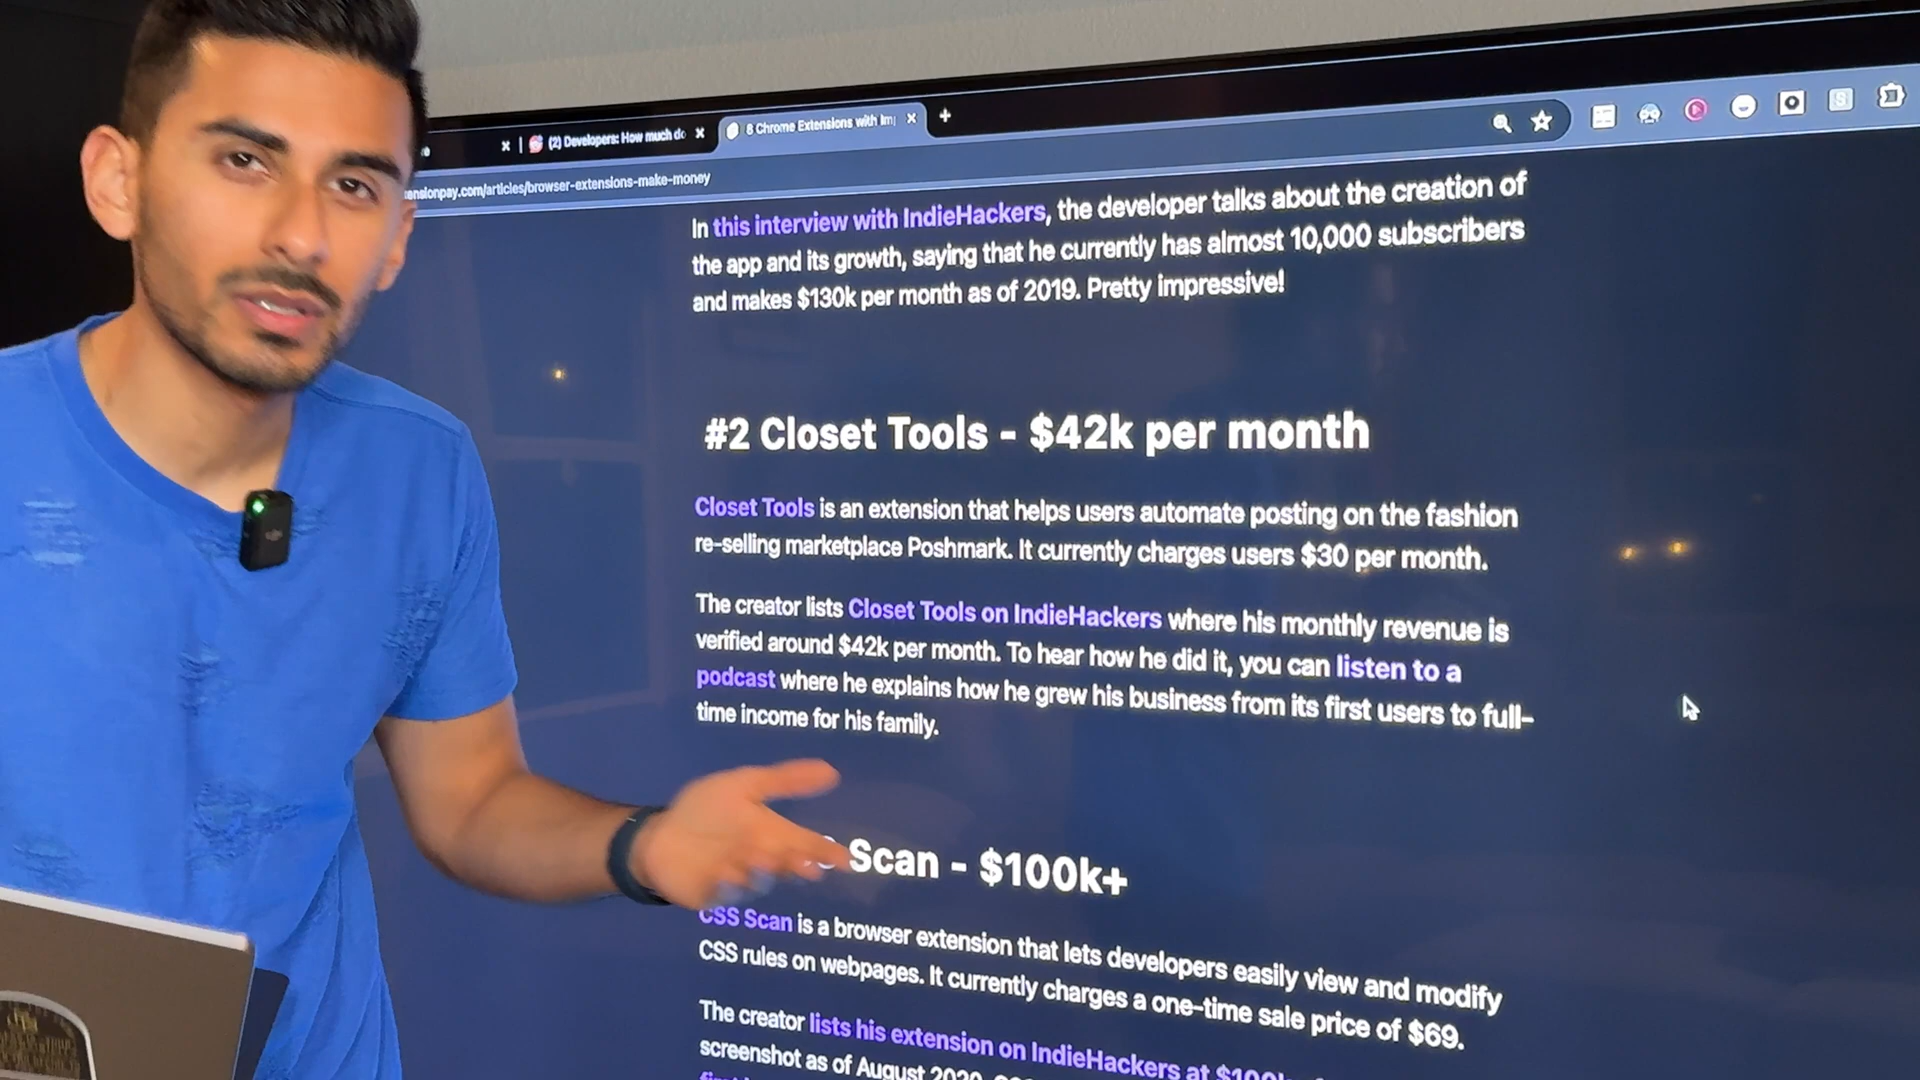 (2) Developers: How much do
8 Chrome Extensions with Im
ensionpay.com/articles/browser-extensions-make-money
In this interview with IndieHackers, the developer talks about the creation of
the app and its growth, saying that he currently has almost 10,000 subscribers
and makes $130k per month as of 2019. Pretty impressive!
#2 Closet Tools - $42k per month
Closet Tools is an extension that helps users automate posting on the fashion
re-selling marketplace Poshmark. It currently charges users $30 per month.
The creator lists Closet Tools on IndieHackers where his monthly revenue is
verified around $42k per month. To hear how he did it, you can listen to a
podcast where he explains how he grew his business from its first users to full-
time income for his family.
Scan - $100k+
CSS Scan is a browser extension that lets developers easily view and modify
CSS rules on webpages. It currently charges a one-time sale price of $69.
The creator lists his extension on IndieHackers at $100k
screenshot as of August 2020